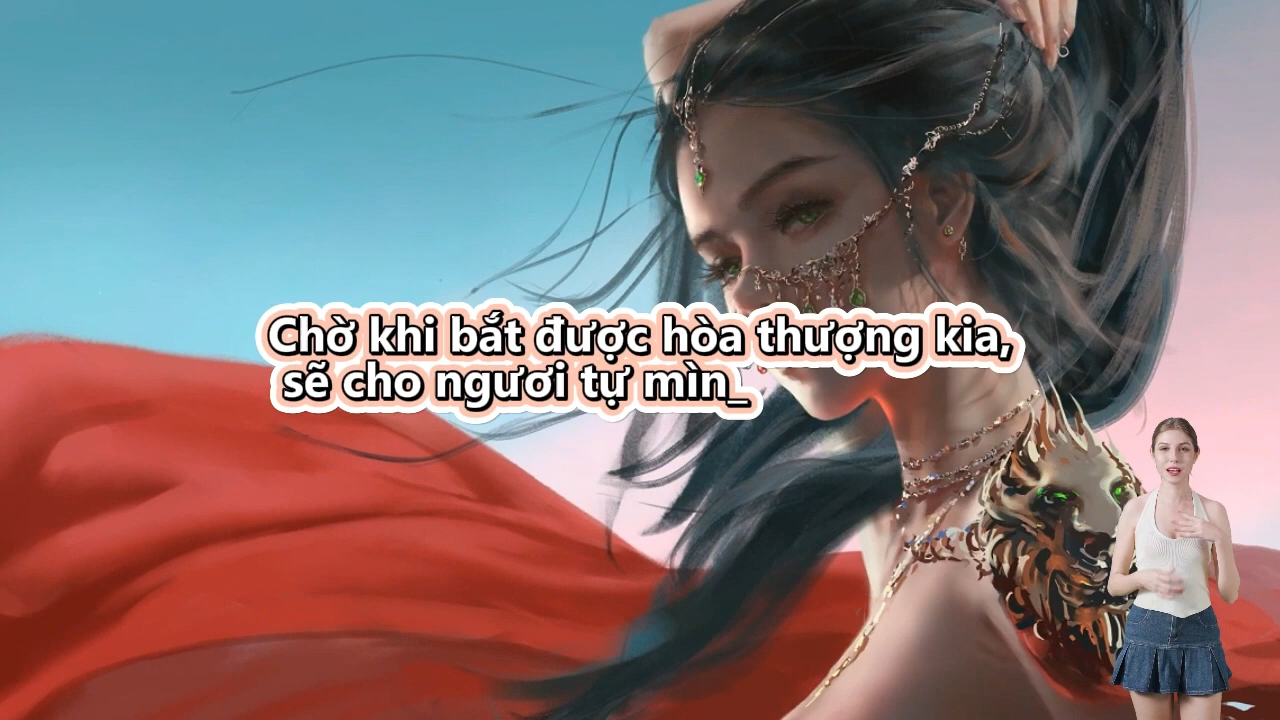 Chờ khi bắt được hòa thượng kia,
sẽ cho ngươi tự mìn_